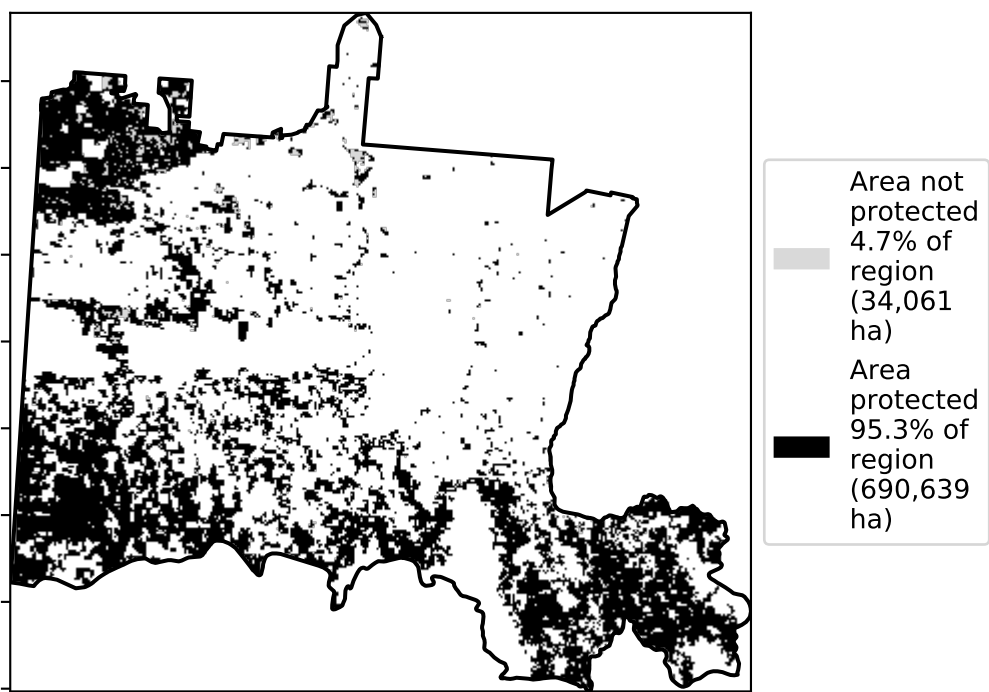 Area not
protected
4.7% of
region
(34,061
ha)
Area
protected
95.3% of
region
(690,639
ha)